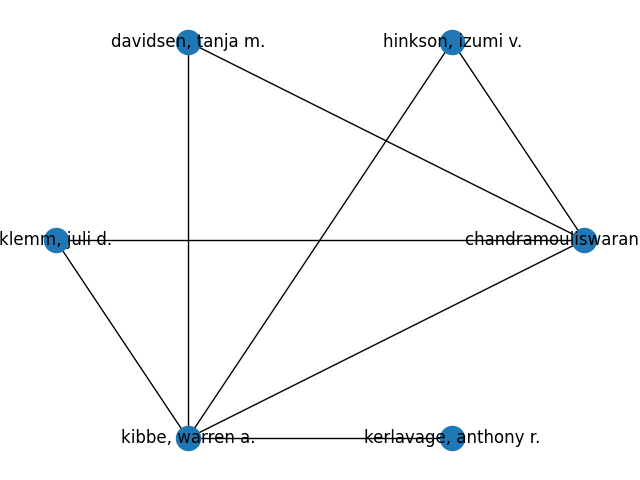 davidsen, tanja m.
hinkson, izumi v.
klemm, juli d.
chandramouliswaran
kibbe, warren a.
kerlavage, anthony r.